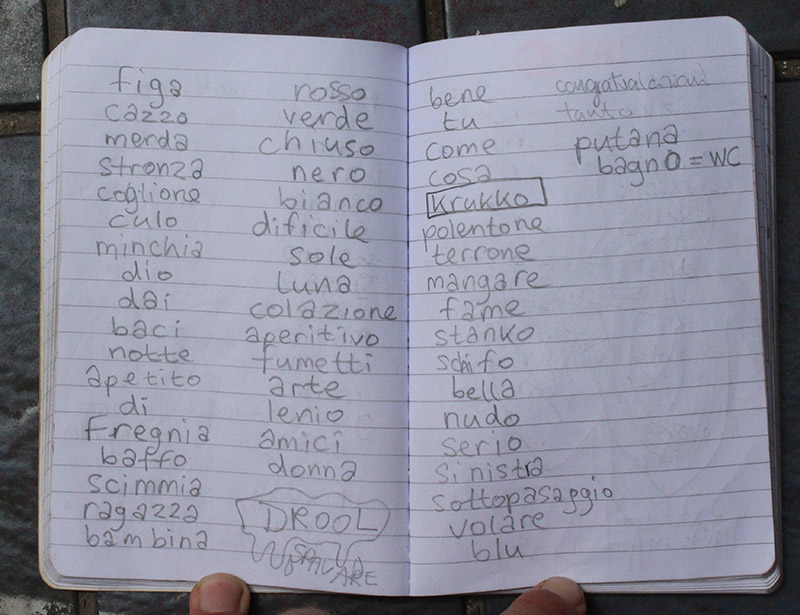 figa
cazzo
merda
stronza
coglione
culo
minchia
dio
dai
baci
notte
apetito
di
fregnia
baffo
scimmia
ragazza
bambina
rosso
verde
chiuso
nero
bianco
dificile
sole
luna
colazione
aperitivo
fumetti
arte
lenio
amici
donna
DROOL
bene
tu
come
cosa
krukko
polentone
terrone
mangare
fame
stanko
schifo
bella
nudo
serio
sinistra
sottopasaggio
volare
blu
tanto
putana
bagno = WC